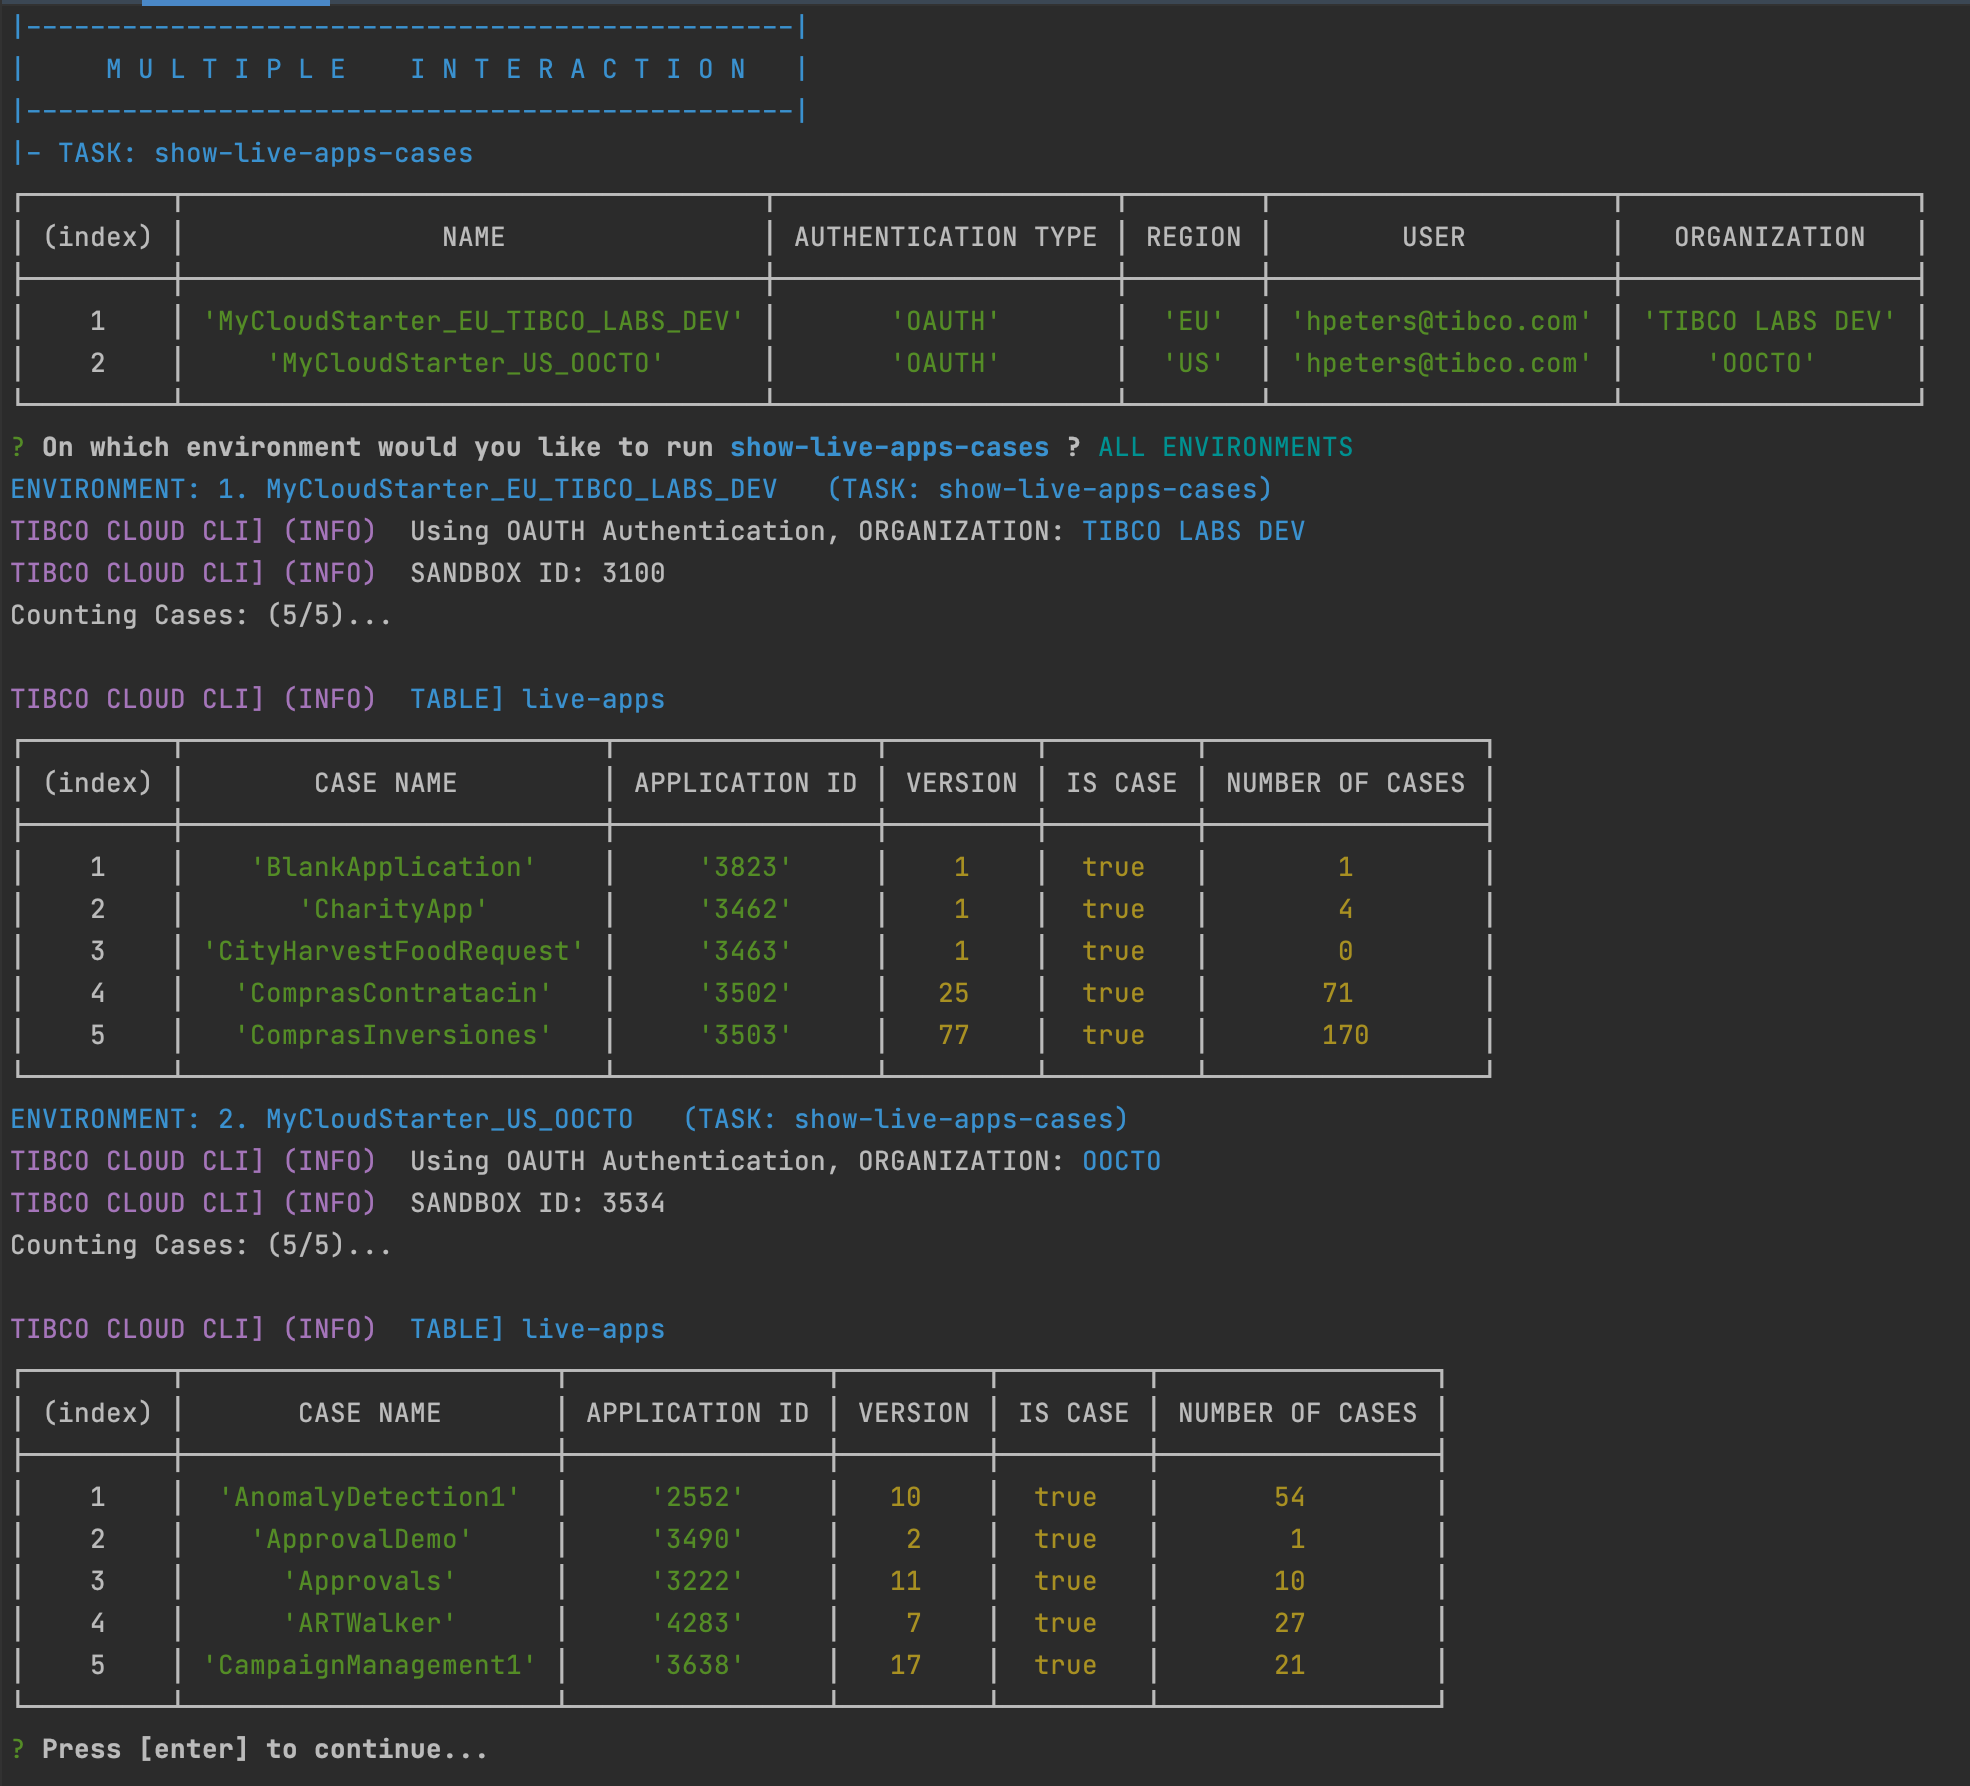 |------------------------------------------------|
|     M U L T I P L E    I N T E R A C T I O N   |
|------------------------------------------------|
|- TASK: show-live-apps-cases
(index) NAME AUTHENTICATION TYPE REGION USER ORGANIZATION
1 'MyCloudStarter_EU_TIBCO_LABS_DEV' 'OAUTH' 'EU' 'hpeters@tibco.com' 'TIBCO LABS DEV'
2 'MyCloudStarter_US_OOCTO' 'OAUTH' 'US' 'hpeters@tibco.com' 'OOCTO'
? On which environment would you like to run show-live-apps-cases ? ALL ENVIRONMENTS
ENVIRONMENT: 1. MyCloudStarter_EU_TIBCO_LABS_DEV   (TASK: show-live-apps-cases)
TIBCO CLOUD CLI] (INFO)  Using OAUTH Authentication, ORGANIZATION: TIBCO LABS DEV
TIBCO CLOUD CLI] (INFO)  SANDBOX ID: 3100
Counting Cases: (5/5)...
TIBCO CLOUD CLI] (INFO)  TABLE] live-apps
(index) CASE NAME APPLICATION ID VERSION IS CASE NUMBER OF CASES
1 'BlankApplication' '3823' 1 true 1
2 'CharityApp' '3462' 1 true 4
3 'CityHarvestFoodRequest' '3463' 1 true 0
4 'ComprasContratacin' '3502' 25 true 71
5 'ComprasInversiones' '3503' 77 true 170
ENVIRONMENT: 2. MyCloudStarter_US_OOCTO   (TASK: show-live-apps-cases)
TIBCO CLOUD CLI] (INFO)  Using OAUTH Authentication, ORGANIZATION: OOCTO
TIBCO CLOUD CLI] (INFO)  SANDBOX ID: 3534
Counting Cases: (5/5)...
TIBCO CLOUD CLI] (INFO)  TABLE] live-apps
(index) CASE NAME APPLICATION ID VERSION IS CASE NUMBER OF CASES
1 'AnomalyDetection1' '2552' 10 true 54
2 'ApprovalDemo' '3490' 2 true 1
3 'Approvals' '3222' 11 true 10
4 'ARTWalker' '4283' 7 true 27
5 'CampaignManagement1' '3638' 17 true 21
? Press [enter] to continue...